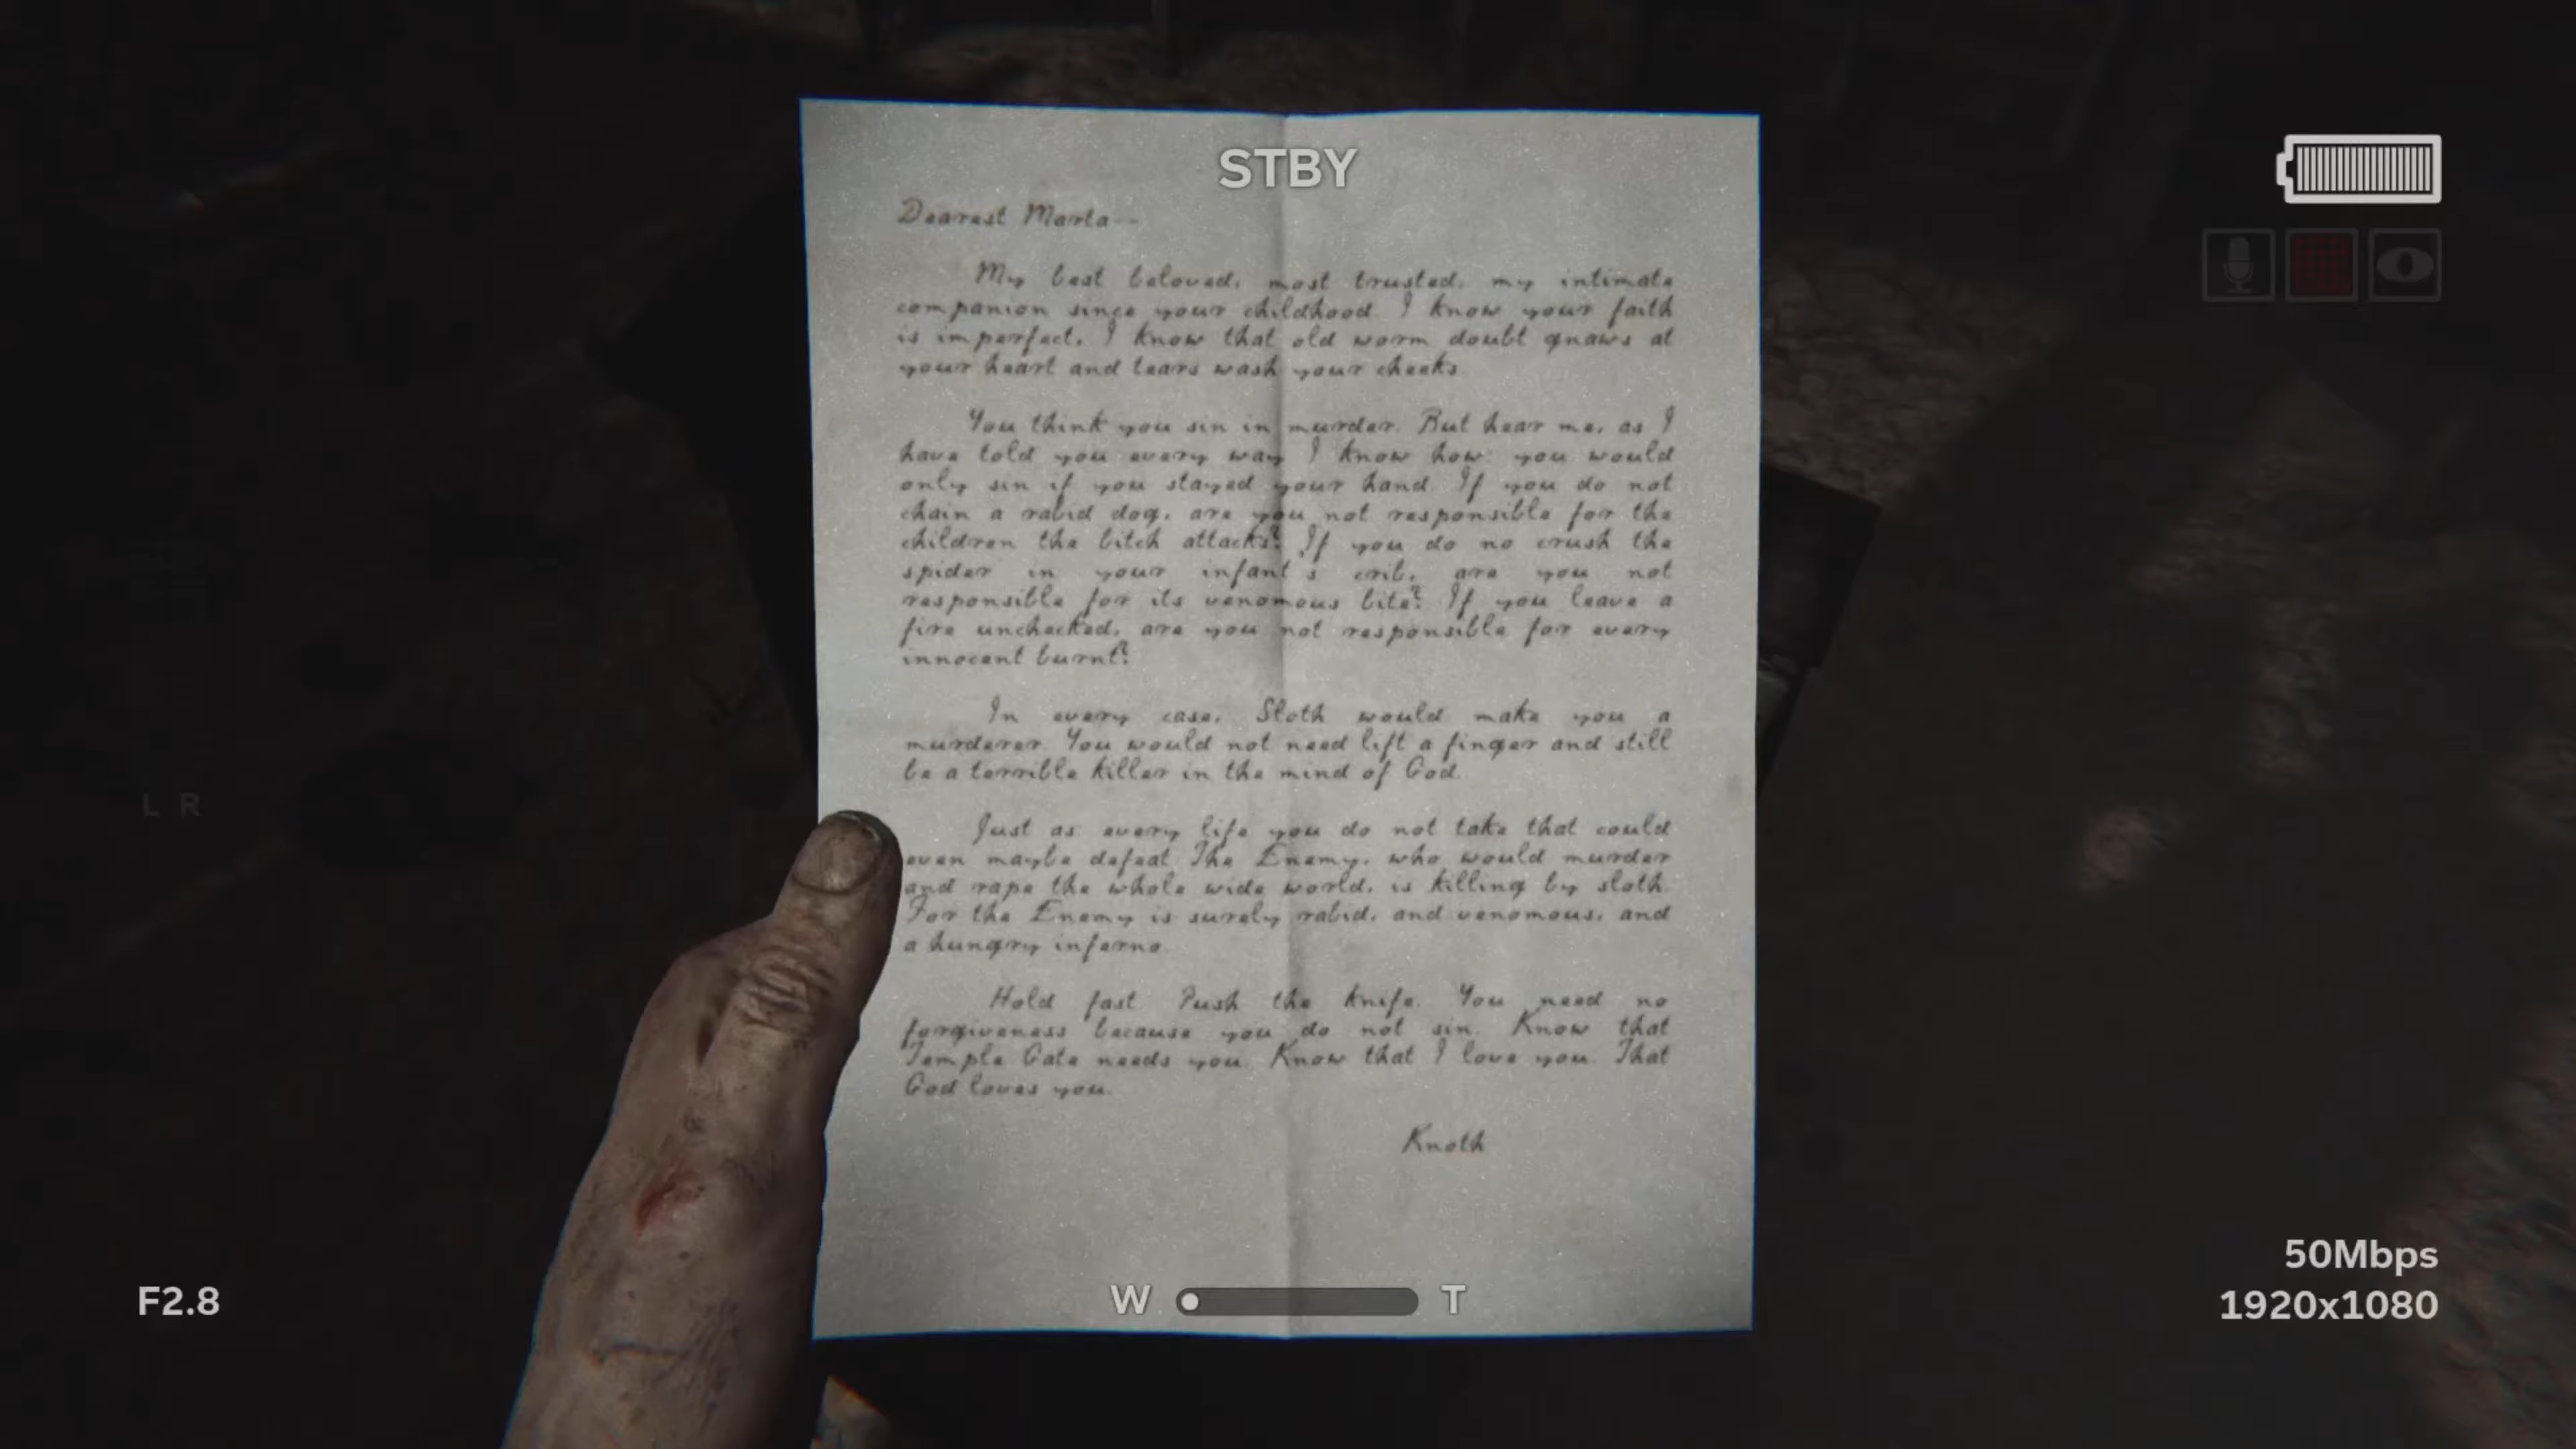 STBY
Dearest Marta--
My best beloved, most trusted, my intimate
companion since your childhood. I know your faith
is imperfect, I know that old worm doubt gnaws at
your heart and tears wash your cheeks.
You think you sin in murder. But hear me, as I
have told you every way I know how: you would
only sin if you stayed your hand. If you do not
chain a rabid dog, are you not responsible for the
children the bitch attacks? If you do no crush the
spider in your infant's crib, are you not
responsible for its venomous bite? If you leave a
fire unchecked, are you not responsible for every
innocent burnt?
In every case, Sloth would make you a
murderer. You would not need lift a finger and still
be a terrible killer in the mind of God.
Just as every life you do not take that could
even maybe defeat The Enemy, who would murder
and rape the whole wide world, is killing by sloth.
For the Enemy is surely rabid, and venomous, and
a hungry inferno.
Hold fast. Push the knife. You need no
forgiveness because you do not sin. Know that
Temple Gate needs you. Know that I love you. That
God loves you.
Knoth
L R
F2.8
W T
50Mbps
1920x1080